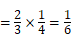 = 2/3 × 1/4 = 1/6